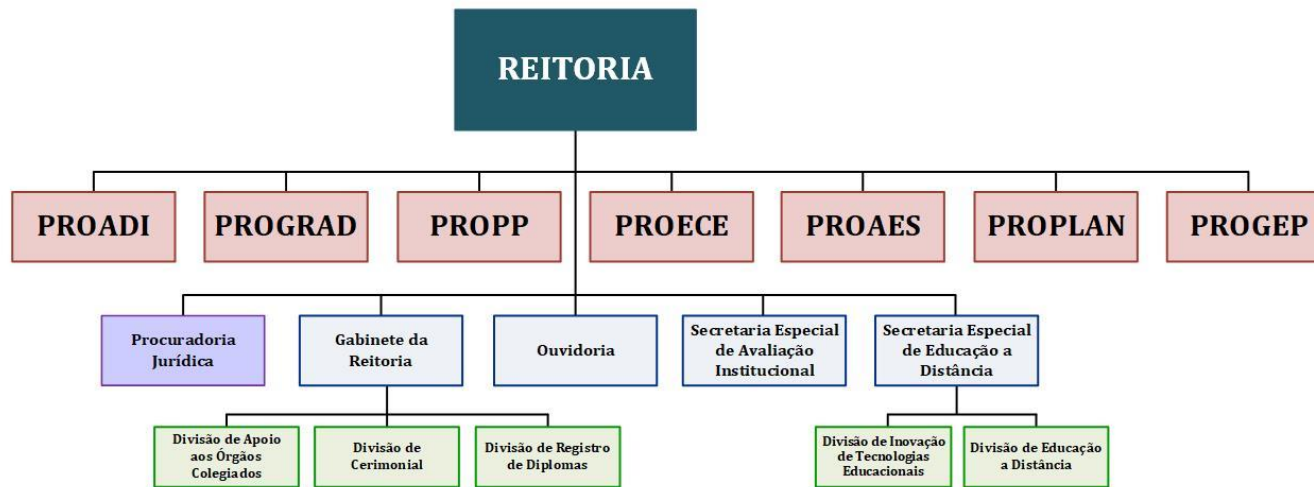 REITORIA
PROADI
PROGRAD
PROPP
PROECE
PROAES
PROPLAN
PROGEP
Procuradoria
Jurídica
Gabinete da
Reitoria
Ouvidoria
Secretaria Especial
de Avaliação
Institucional
Secretaria Especial
de Educação a
Distância
Divisão de Apoio
aos Órgãos
Colegiados
Divisão de
Cerimonial
Divisão de Registro
de Diplomas
Divisão de Inovação
de Tecnologias
Educacionais
Divisão de Educação
a Distância